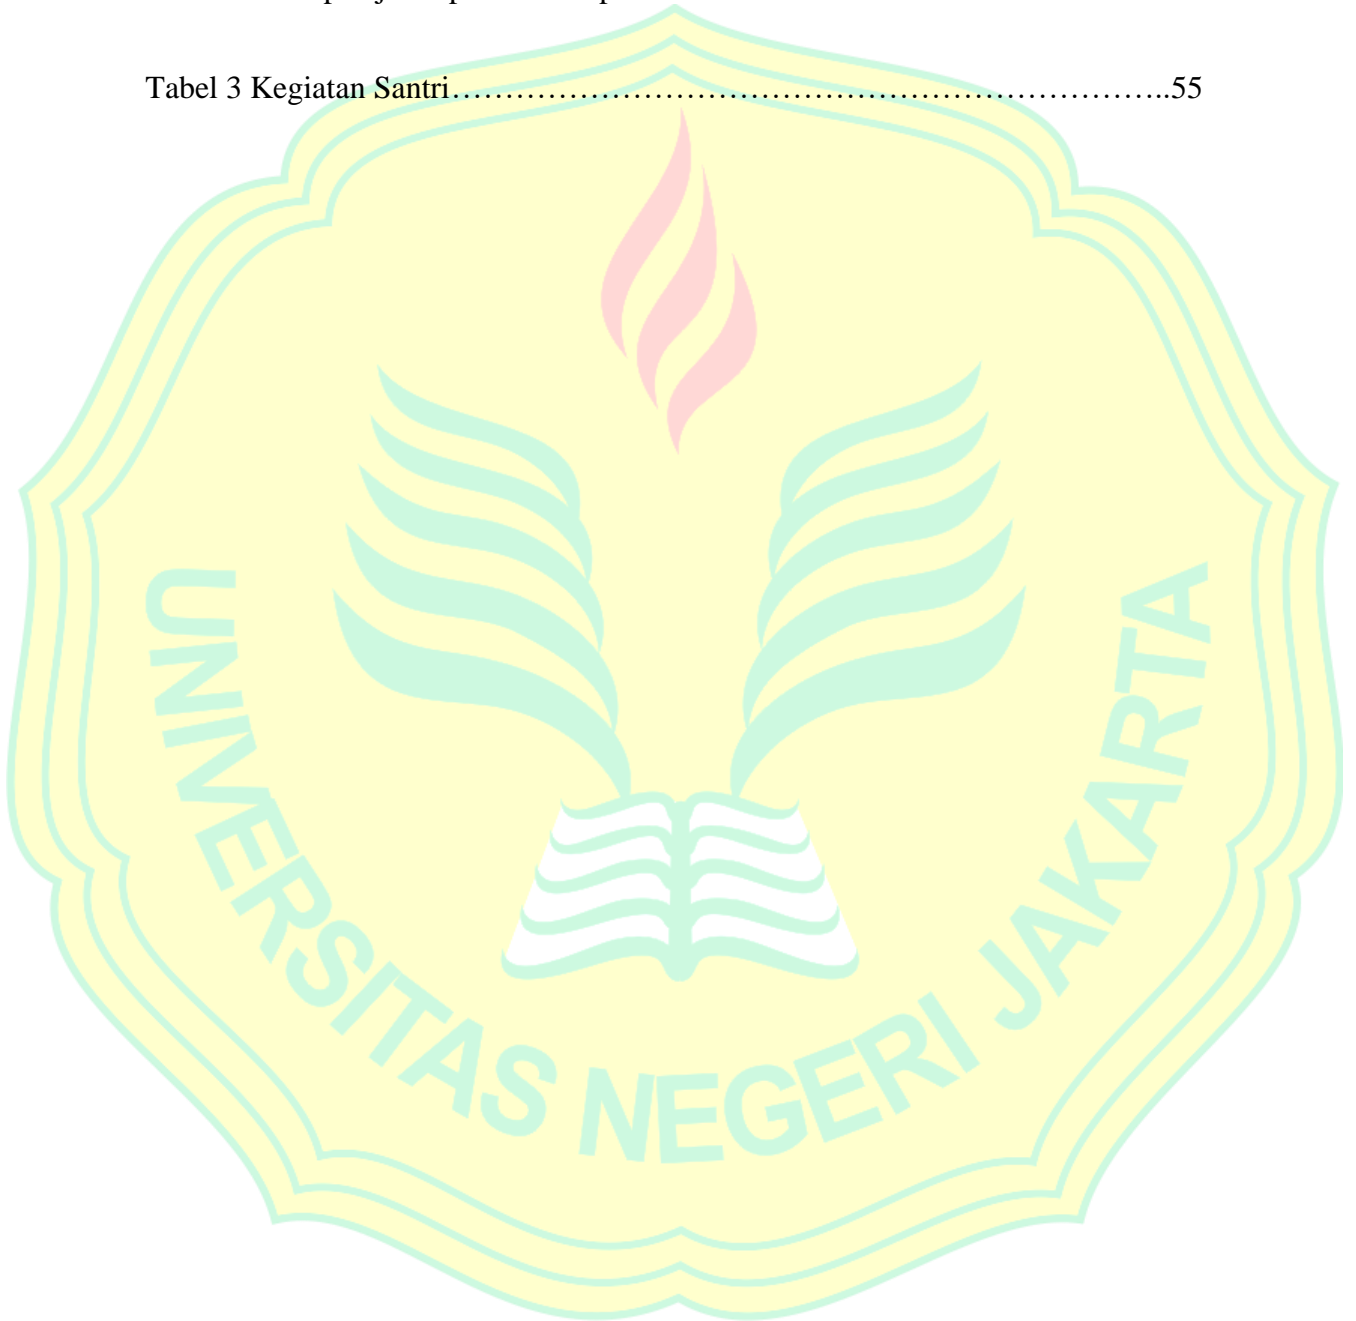 Tabel 3 Kegiatan Santri…………………………………………………………..55
UNIVERSITAS NEGERI JAKARTA